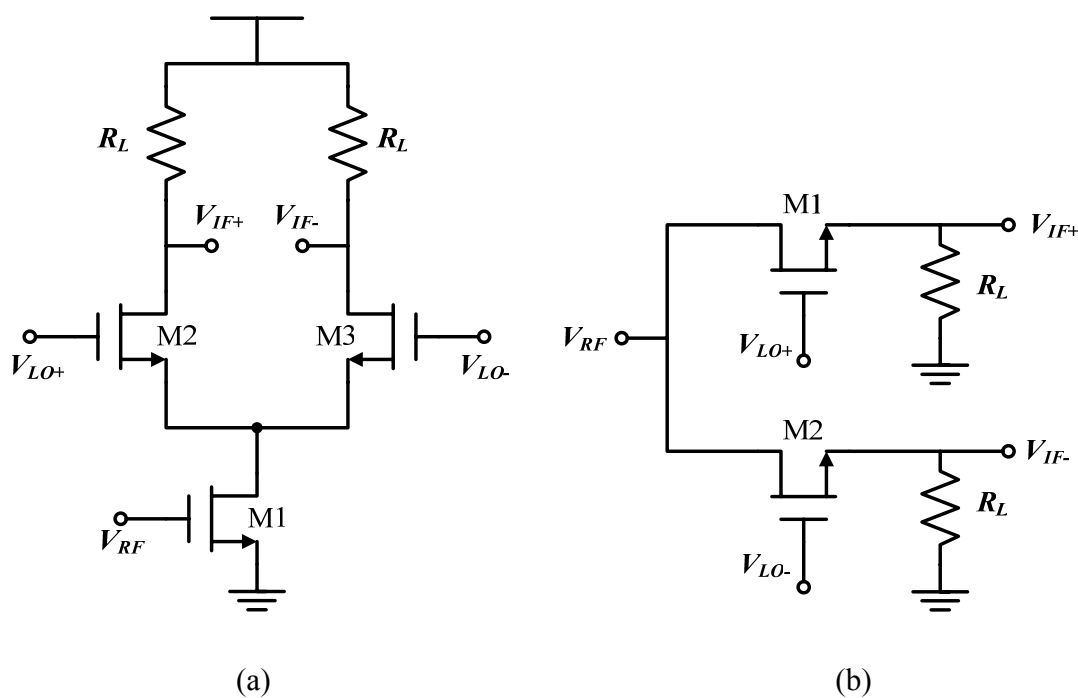 R_L
R_L
V_IF+
V_IF-
M2
M3
V_LO+
V_LO-
M1
V_RF
(a)
M1
V_IF+
R_L
V_RF
V_LO+
M2
V_IF-
R_L
V_LO-
(b)